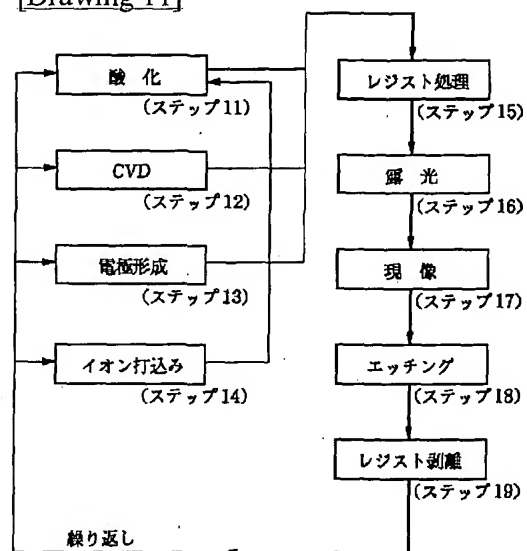 [Drawing 11]
酸 化
(ステップ11)
CVD
(ステップ12)
電極形成
(ステップ13)
イオン打込み
(ステップ14)
レジスト処理
(ステップ15)
露 光
(ステップ16)
現 像
(ステップ17)
エッチング
(ステップ18)
レジスト剥離
(ステップ19)
繰り返し